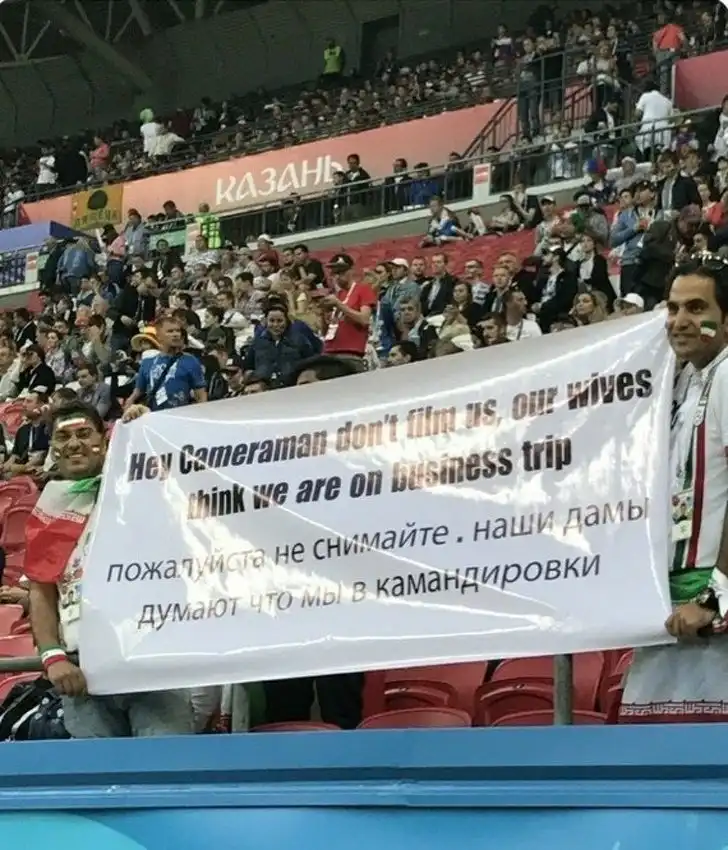 КАЗАНЬ
Hey Cameraman don't film us, our wives
think we are on business trip
пожалуйста не снимайте . наши дамы
думают что мы в камандировки